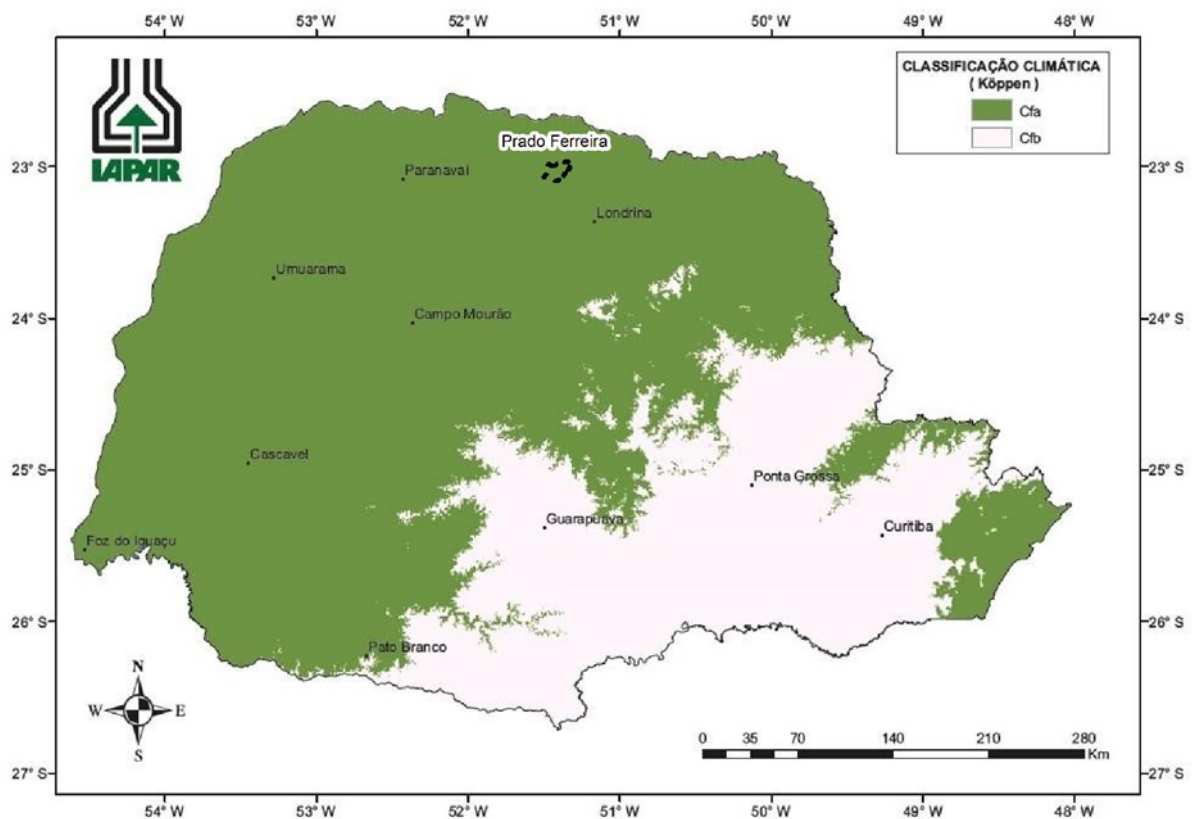 54° W 53° W 52° W 51° W 50° W 49° W 48° W
CLASSIFICAÇÃO CLIMÁTICA
( Köppen )
Cfa
Cfb
IAPAR
Prado Ferreira
23° S
23° S
Paranavaí
Londrina
Umuarama
Campo Mourão
24° S
24° S
Cascavel
25° S
25° S
Ponta Grossa
Guarapuava
Curitiba
Foz do Iguaçu
26° S
26° S
Pato Branco
N
W E
S
0 35 70 140 210 280
Km
27° S
27° S
54° W 53° W 52° W 51° W 50° W 49° W 48° W